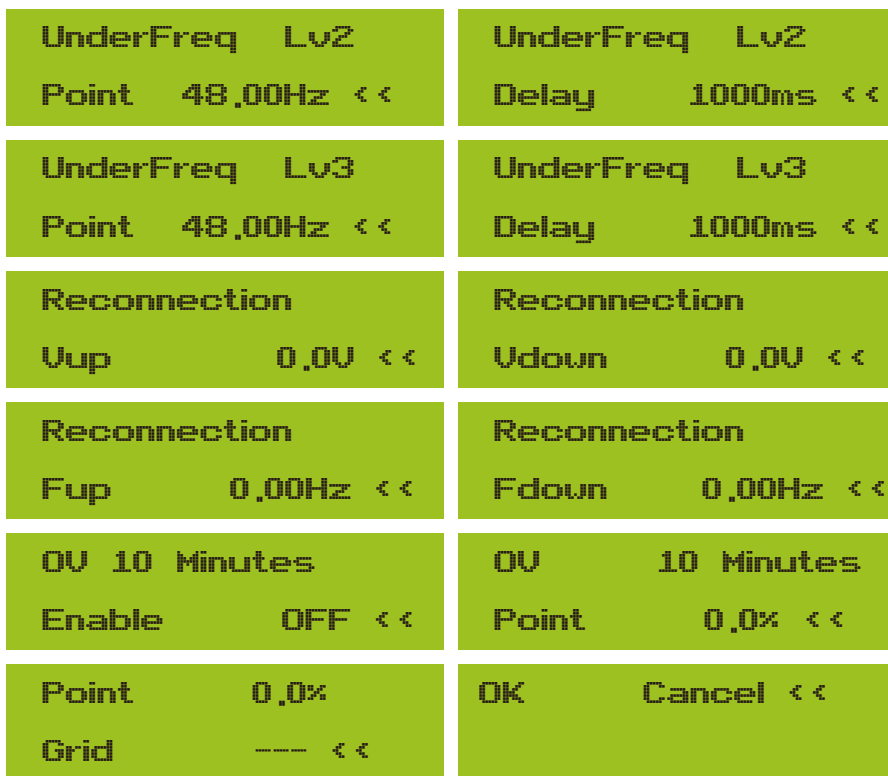 UnderFreq Lv2
Point 48.00Hz <<
UnderFreq Lv2
Delay 1000ms <<
UnderFreq Lv3
Point 48.00Hz <<
UnderFreq Lv3
Delay 1000ms <<
Reconnection
Vup 0.0V <<
Reconnection
Vdown 0.0V <<
Reconnection
Fup 0.00Hz <<
Reconnection
Fdown 0.00Hz <<
OV 10 Minutes
Enable OFF <<
OV 10 Minutes
Point 0.0% <<
Point 0.0%
Grid --- <<
OK Cancel <<